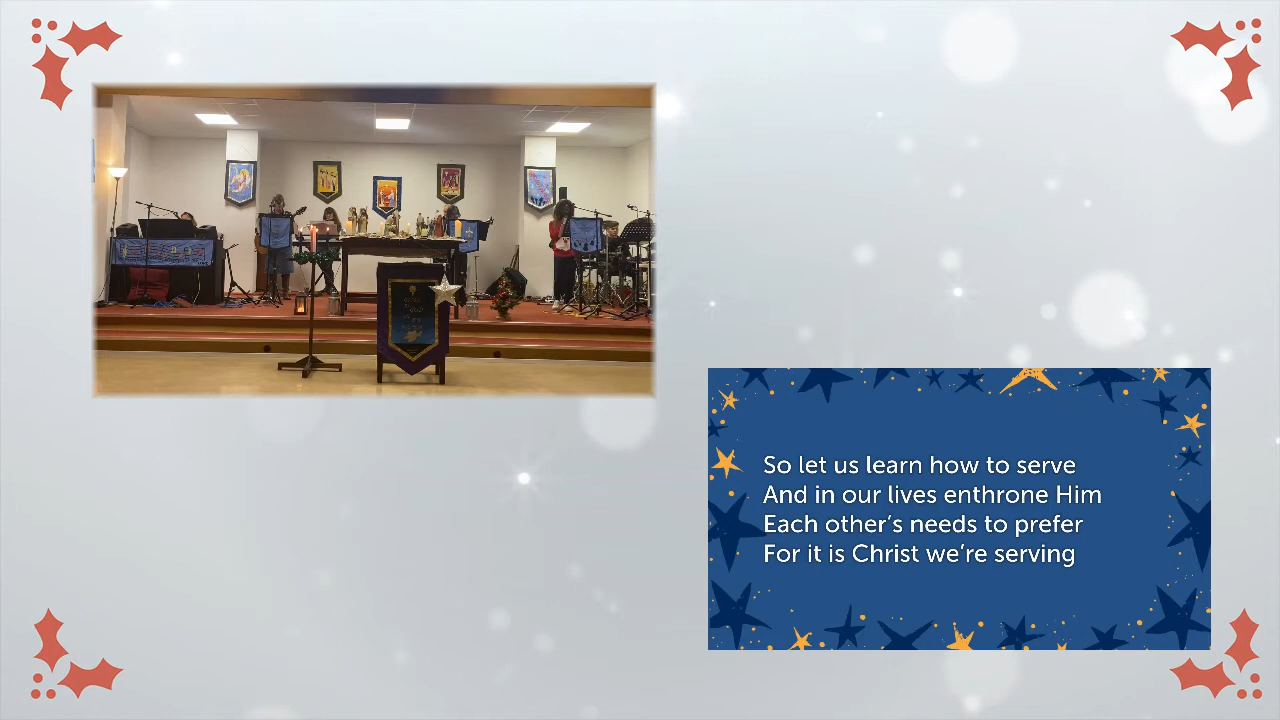 So let us learn how to serve
And in our lives enthrone Him
Each other's needs to prefer
For it is Christ we're serving